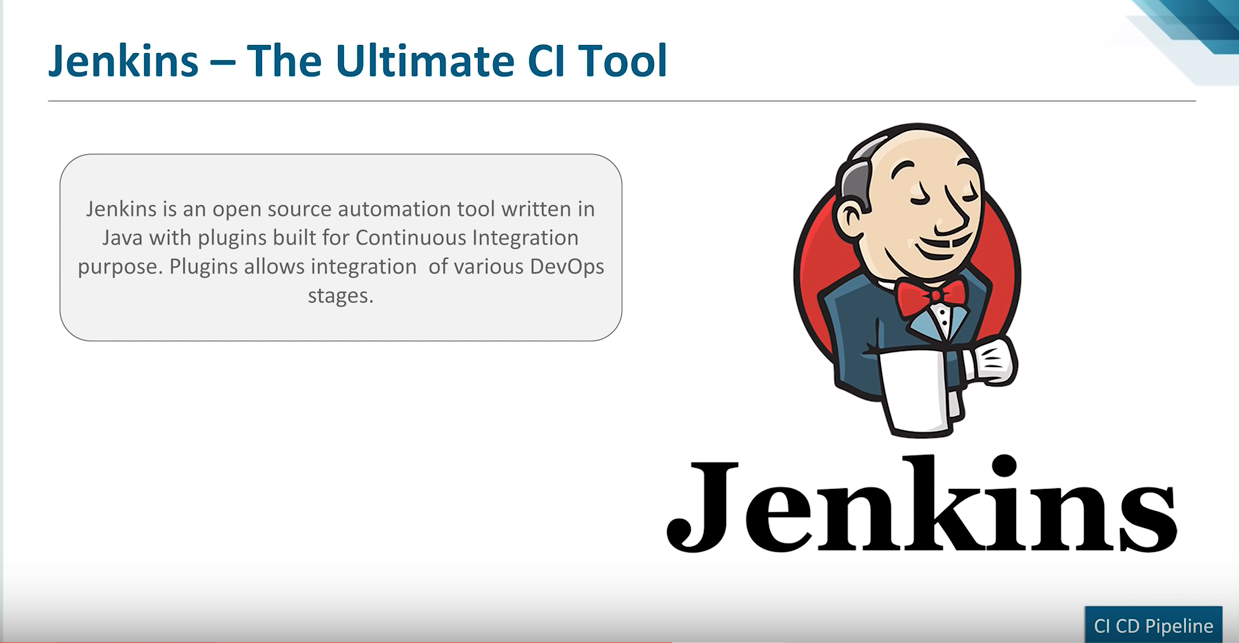 Jenkins – The Ultimate CI Tool
Jenkins is an open source automation tool written in
Java with plugins built for Continuous Integration
purpose. Plugins allows integration  of various DevOps
stages.
Jenkins
CI CD Pipeline